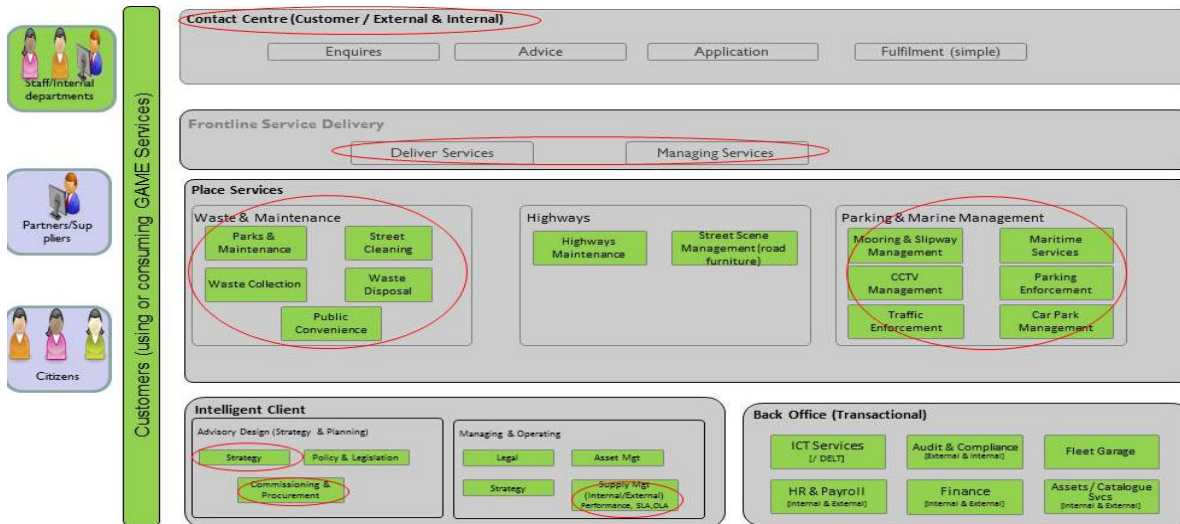 Contact Centre (Customer / External & Internal)
Enquires
Advice
Application
Fulfilment (simple)
Staff/Internal
departments
Customers (using or consuming GAME Services)
Frontline Service Delivery
Deliver Services
Managing Services
Partners/Sup
pliers
Citizens
Place Services
Waste & Maintenance
Parks &
Maintenance
Street
Cleaning
Waste Collection
Waste
Disposal
Public
Convenience
Highways
Highways
Maintenance
Street Scene
Management (road
furniture)
Parking & Marine Management
Mooring & Slipway
Management
Maritime
Services
CCTV
Management
Parking
Enforcement
Traffic
Enforcement
Car Park
Management
Intelligent Client
Advisory Design (Strategy & Planning)
Strategy
Policy & Legislation
Commissioning &
Procurement
Managing & Operating
Legal
Asset Mgt
Strategy
Supply Mgt
(Internal/External)
Performance, SLA,OLA
Back Office (Transactional)
ICT Services
[/ DELT]
Audit & Compliance
[External & Internal]
Fleet Garage
HR & Payroll
[Internal & External]
Finance
[Internal & External]
Assets / Catalogue
Svcs
[Internal & External]